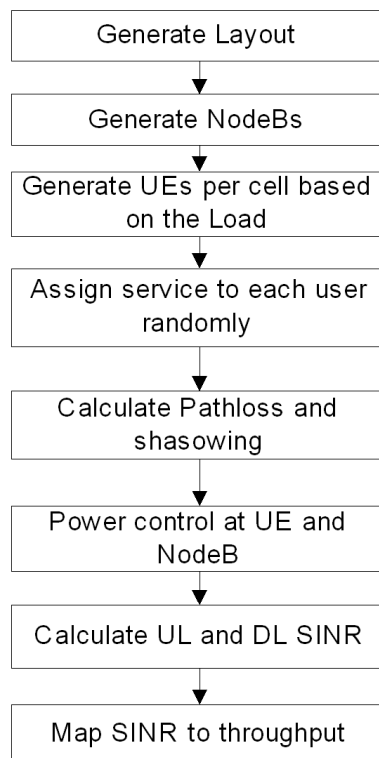 Generate Layout
Generate NodeBs
Generate UEs per cell based
on the Load
Assign service to each user
randomly
Calculate Pathloss and
shasowing
Power control at UE and
NodeB
Calculate UL and DL SINR
Map SINR to throughput